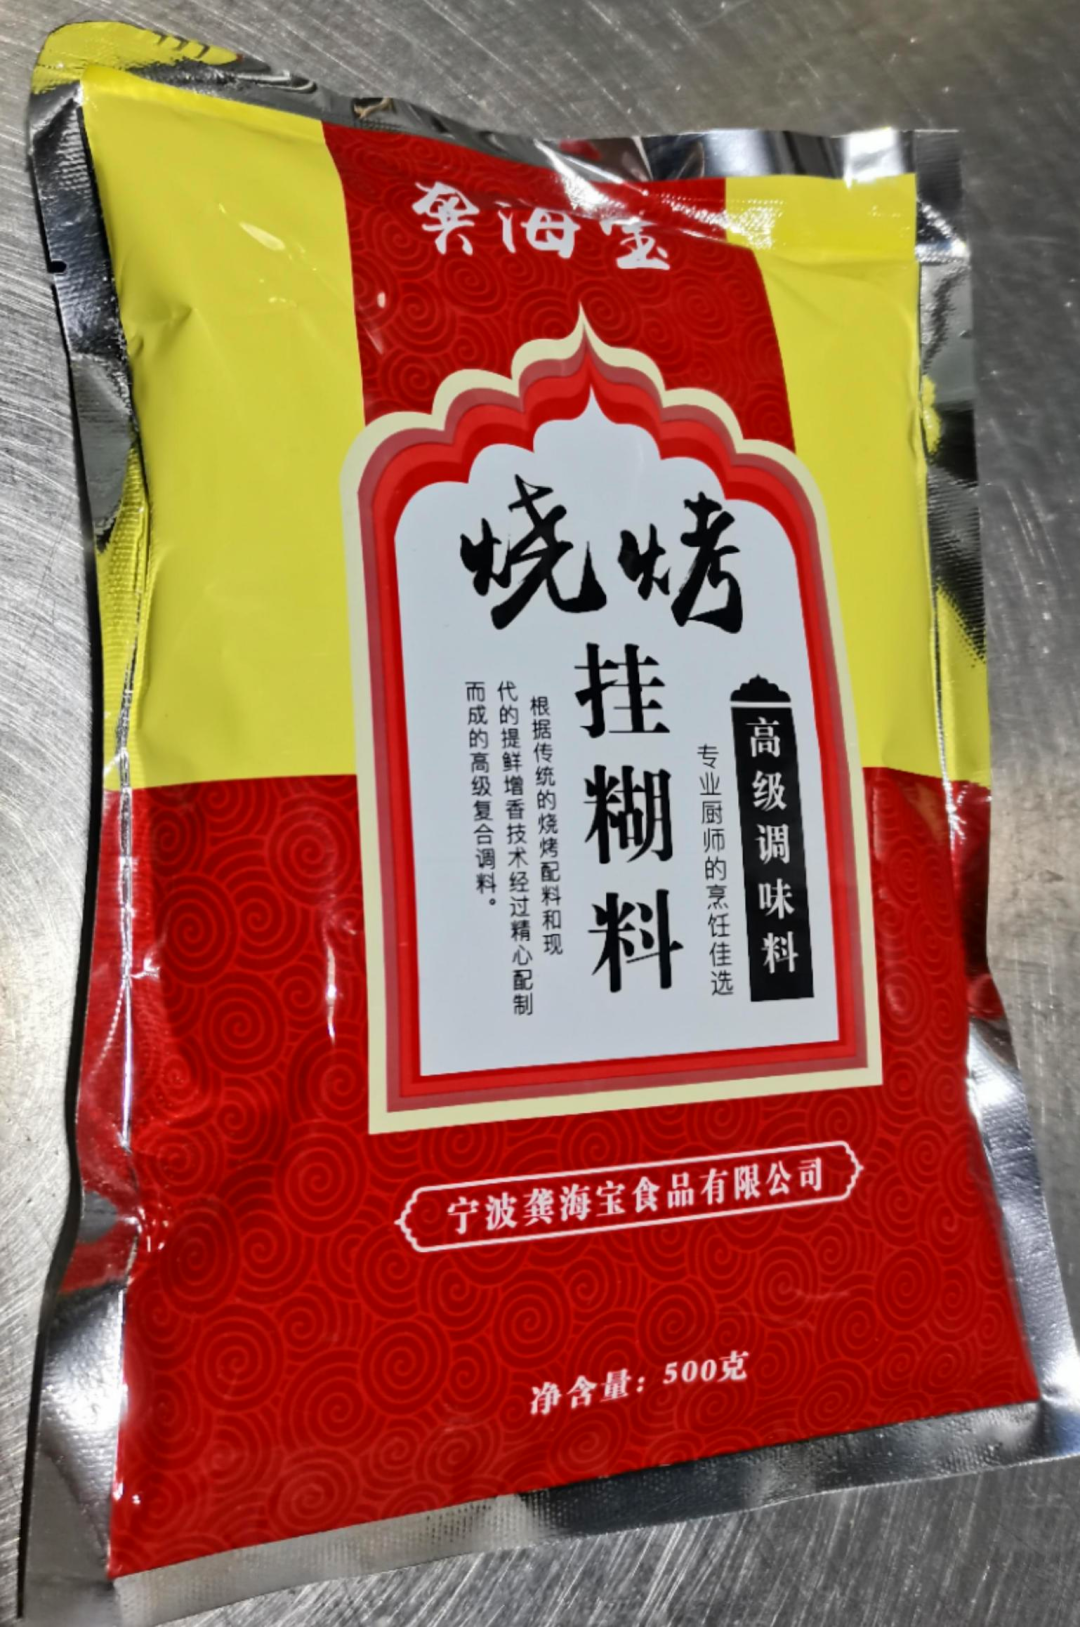 龚海宝
烧烤
挂糊料
高级调味料
专业厨师的烹饪佳选
根据传统的烧烤配料和现
代的提鲜增香技术经过精心配制
而成的高级复合调料。
宁波龚海宝食品有限公司
净含量：500克